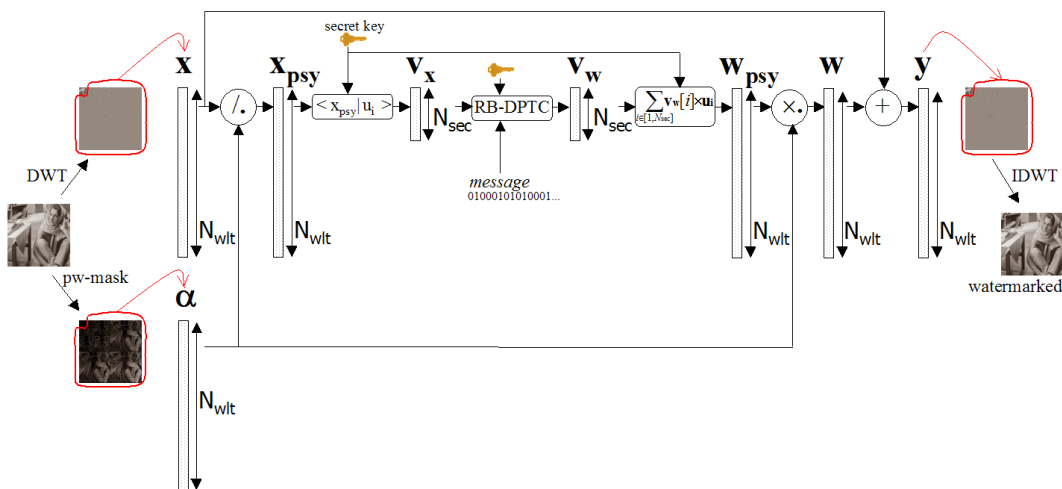 secret key
x
x_psy
v_x
v_w
w_psy
w
y
/.
< x_psy | u_i >
N_sec
RB-DPTC
N_sec
∑ v_w[i]×u_i
i∈[1,N_sec]
×.
+
DWT
message
01000101010001...
IDWT
N_wlt
N_wlt
N_wlt
N_wlt
N_wlt
pw-mask
watermarked
α
N_wlt